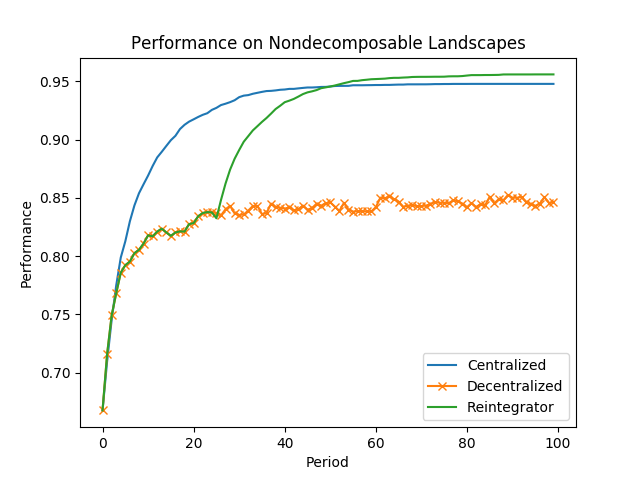 Performance on Nondecomposable Landscapes
Performance
0.95
0.90
0.85
0.80
0.75
0.70
0
20
40
60
80
100
Period
Centralized
Decentralized
Reintegrator